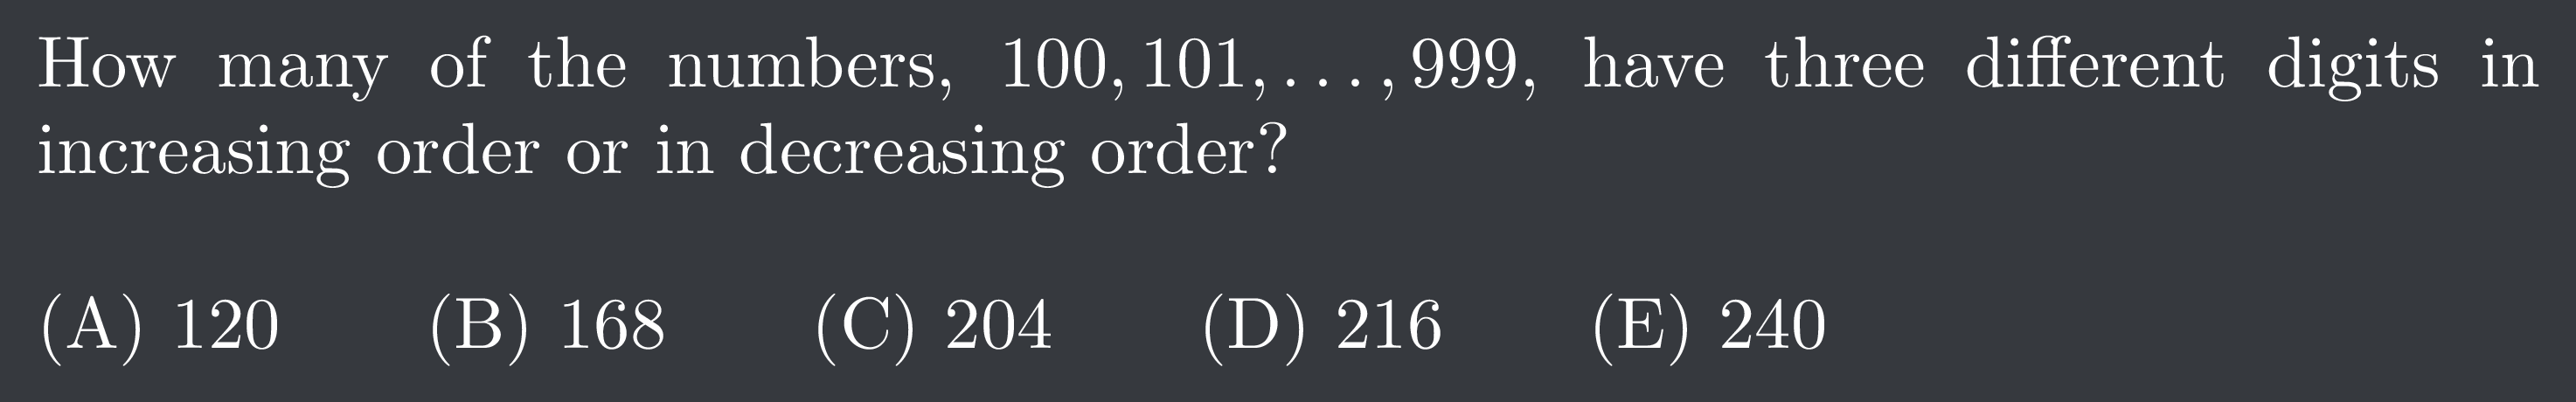 How many of the numbers, 100, 101, . . . , 999, have three different digits in
increasing order or in decreasing order?
(A) 120 (B) 168 (C) 204 (D) 216 (E) 240